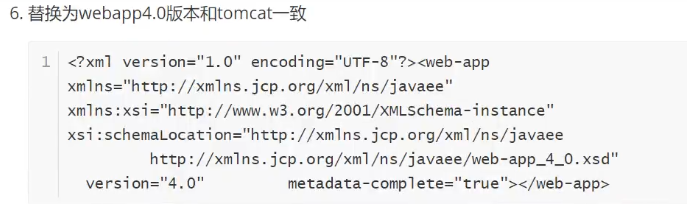 6. 替换为webapp4.0版本和tomcat一致
1 <?xml version="1.0" encoding="UTF-8"?><web-app
xmlns="http://xmlns.jcp.org/xml/ns/javaee"
xmlns:xsi="http://www.w3.org/2001/XMLSchema-instance"
xsi:schemaLocation="http://xmlns.jcp.org/xml/ns/javaee
http://xmlns.jcp.org/xml/ns/javaee/web-app_4_0.xsd"
version="4.0" metadata-complete="true"></web-app>